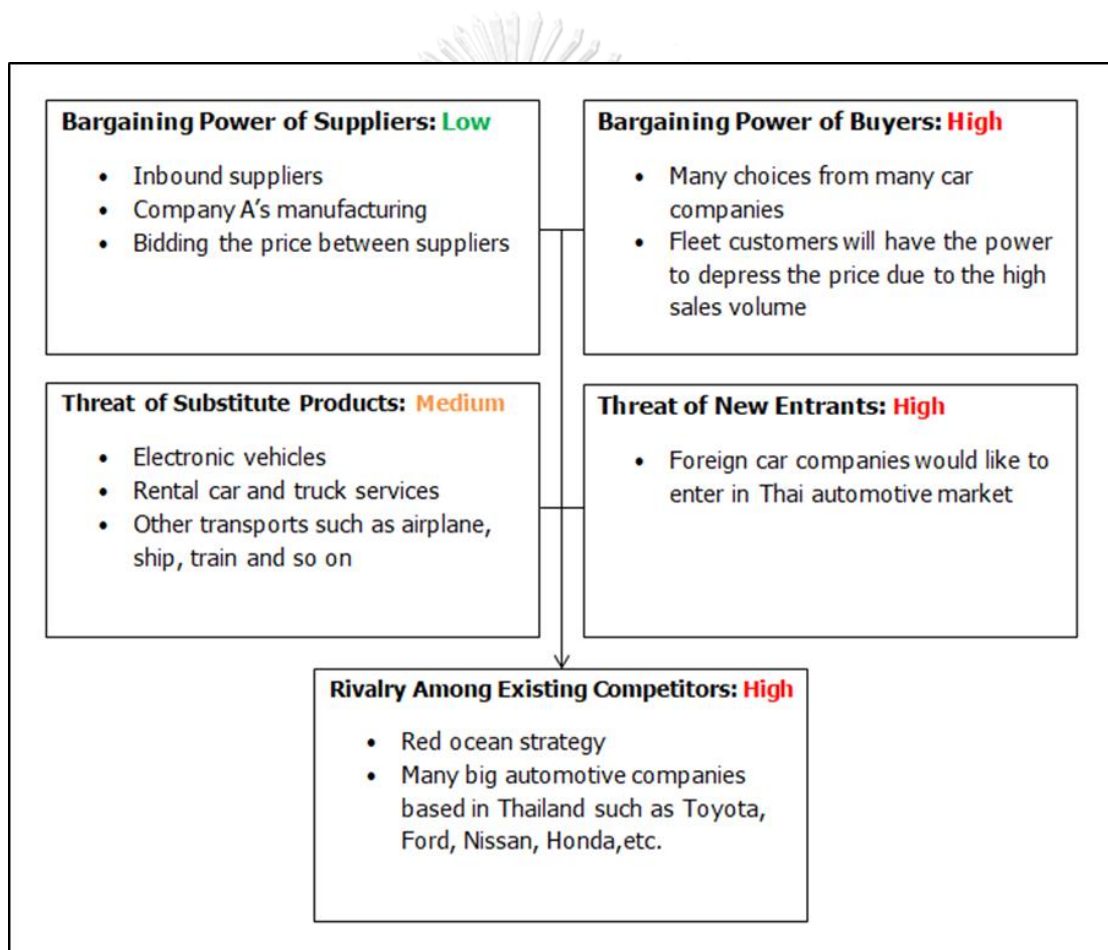 Bargaining Power of Suppliers: Low
• Inbound suppliers
• Company A's manufacturing
• Bidding the price between suppliers
Bargaining Power of Buyers: High
• Many choices from many car
companies
• Fleet customers will have the power
to depress the price due to the high
sales volume
Threat of Substitute Products: Medium
• Electronic vehicles
• Rental car and truck services
• Other transports such as airplane,
ship, train and so on
Threat of New Entrants: High
• Foreign car companies would like to
enter in Thai automotive market
Rivalry Among Existing Competitors: High
• Red ocean strategy
• Many big automotive companies
based in Thailand such as Toyota,
Ford, Nissan, Honda,etc.